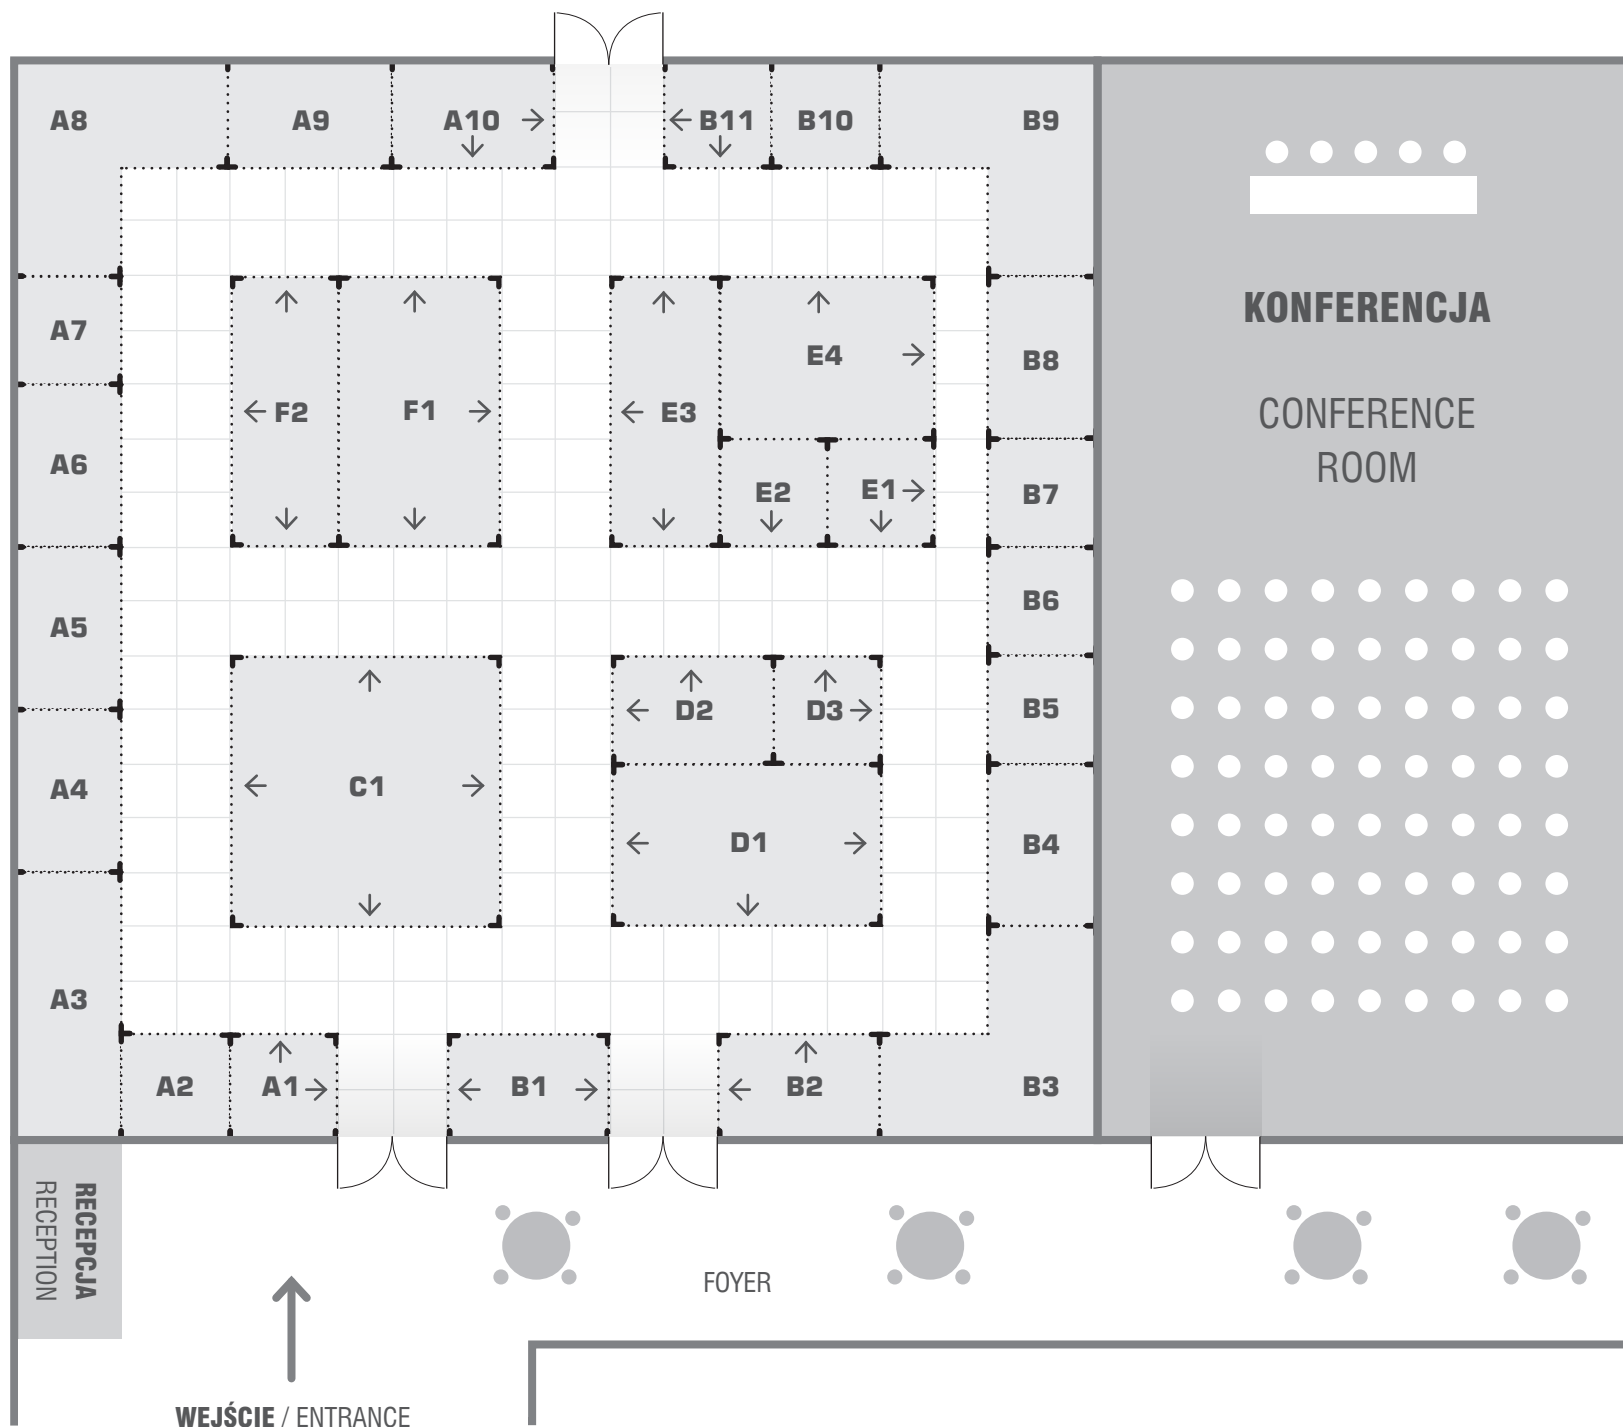 A8
A9
A10
B11
B10
B9
A7
A6
A5
A4
A3
F2
F1
E3
E4
E2
E1
B8
B7
B6
B5
B4
C1
D2
D3
D1
A2
A1
B1
B2
B3
KONFERENCJA
CONFERENCE
ROOM
RECEPCJA
RECEPTION
FOYER
WEJŚCIE / ENTRANCE